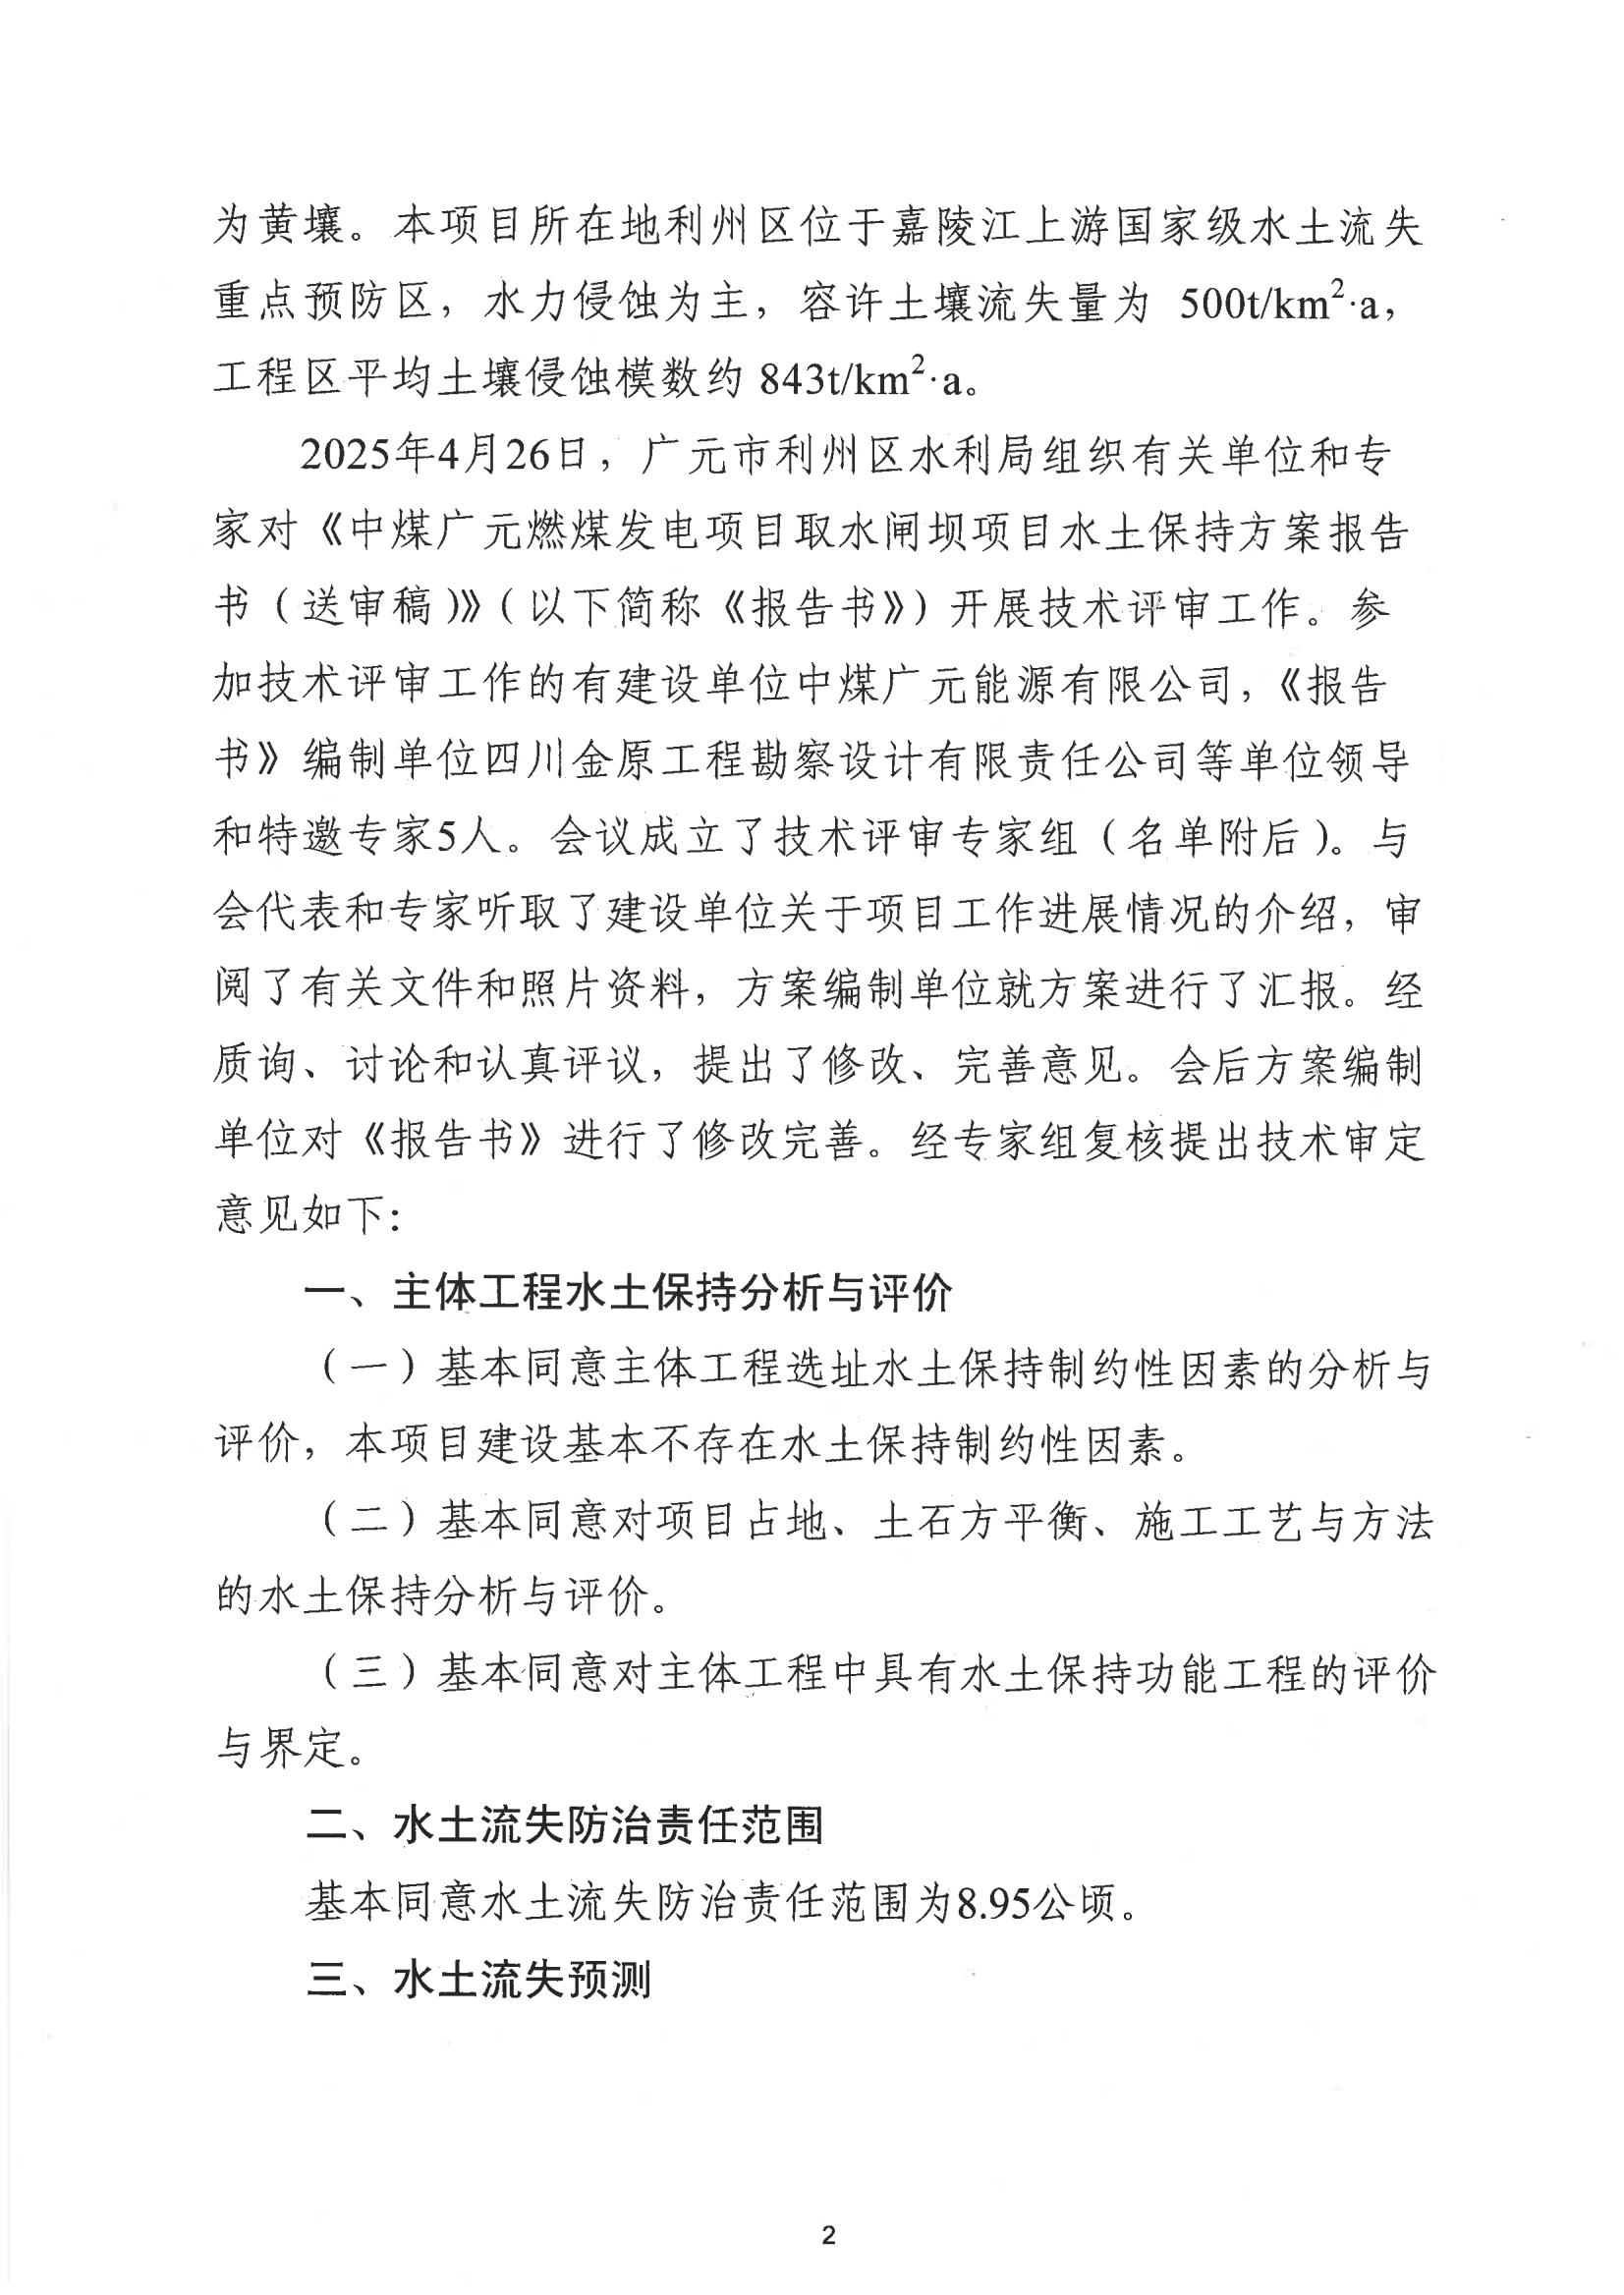 为黄壤。本项目所在地利州区位于嘉陵江上游国家级水土流失
重点预防区，水力侵蚀为主，容许土壤流失量为 500t/km²·a，
工程区平均土壤侵蚀模数约 843t/km²·a。
2025年4月26日，广元市利州区水利局组织有关单位和专
家对《中煤广元燃煤发电项目取水闸坝项目水土保持方案报告
书（送审稿）》（以下简称《报告书》）开展技术评审工作。参
加技术评审工作的有建设单位中煤广元能源有限公司，《报告
书》编制单位四川金原工程勘察设计有限责任公司等单位领导
和特邀专家5人。会议成立了技术评审专家组（名单附后）。与
会代表和专家听取了建设单位关于项目工作进展情况的介绍，审
阅了有关文件和照片资料，方案编制单位就方案进行了汇报。经
质询、讨论和认真评议，提出了修改、完善意见。会后方案编制
单位对《报告书》进行了修改完善。经专家组复核提出技术审定
意见如下：
一、主体工程水土保持分析与评价
（一）基本同意主体工程选址水土保持制约性因素的分析与
评价，本项目建设基本不存在水土保持制约性因素。
（二）基本同意对项目占地、土石方平衡、施工工艺与方法
的水土保持分析与评价。
（三）基本同意对主体工程中具有水土保持功能工程的评价
与界定。
二、水土流失防治责任范围
基本同意水土流失防治责任范围为8.95公顷。
三、水土流失预测
2